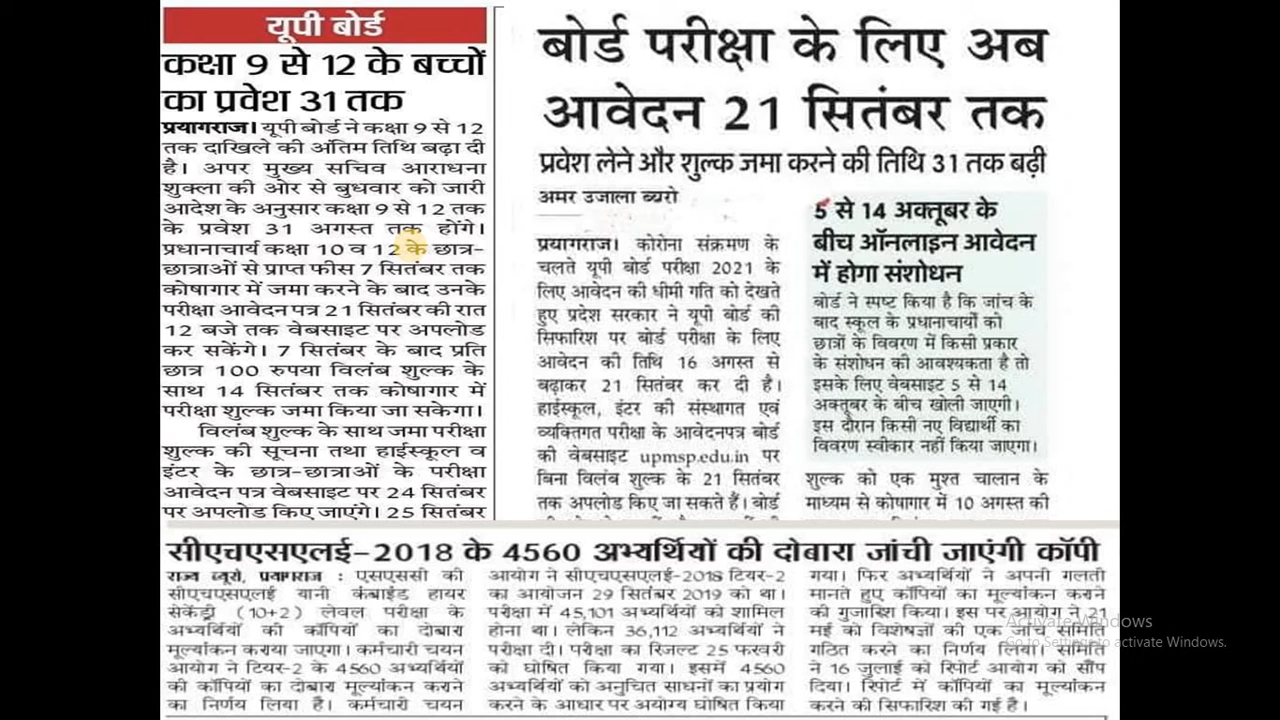 यूपी बोर्ड
कक्षा 9 से 12 के बच्चों
का प्रवेश 31 तक
प्रयागराज। यूपी बोर्ड ने कक्षा 9 से 12
तक दाखिले की अंतिम तिथि बढ़ा दी
है। अपर मुख्य सचिव आराधना
शुक्ला की ओर से बुधवार को जारी
आदेश के अनुसार कक्षा 9 से 12 तक
के प्रवेश 31 अगस्त तक होंगे।
प्रधानाचार्य कक्षा 10 व 12 के छात्र-
छात्राओं से प्राप्त फीस 7 सितंबर तक
कोषागार में जमा करने के बाद उनके
परीक्षा आवेदन पत्र 21 सितंबर की रात
12 बजे तक वेबसाइट पर अपलोड
कर सकेंगे। 7 सितंबर के बाद प्रति
छात्र 100 रुपया विलंब शुल्क के
साथ 14 सितंबर तक कोषागार में
परीक्षा शुल्क जमा किया जा सकेगा।
विलंब शुल्क के साथ जमा परीक्षा
शुल्क की सूचना तथा हाईस्कूल व
इंटर के छात्र-छात्राओं के परीक्षा
आवेदन पत्र वेबसाइट पर 24 सितंबर
पर अपलोड किए जाएंगे। 25 सितंबर
बोर्ड परीक्षा के लिए अब
आवेदन 21 सितंबर तक
प्रवेश लेने और शुल्क जमा करने की तिथि 31 तक बढ़ी
अमर उजाला ब्यूरो
प्रयागराज। कोरोना संक्रमण के
चलते यूपी बोर्ड परीक्षा 2021 के
लिए आवेदन की धीमी गति को देखते
हुए प्रदेश सरकार ने यूपी बोर्ड की
सिफारिश पर बोर्ड परीक्षा के लिए
आवेदन की तिथि 16 अगस्त से
बढ़ाकर 21 सितंबर कर दी है।
हाईस्कूल, इंटर की संस्थागत एवं
व्यक्तिगत परीक्षा के आवेदनपत्र बोर्ड
की वेबसाइट upmsp.edu.in पर
बिना विलंब शुल्क के 21 सितंबर
तक अपलोड किए जा सकते हैं। बोर्ड
5 से 14 अक्तूबर के
बीच ऑनलाइन आवेदन
में होगा संशोधन
बोर्ड ने स्पष्ट किया है कि जांच के
बाद स्कूल के प्रधानाचार्यों को
छात्रों के विवरण में किसी प्रकार
के संशोधन की आवश्यकता है तो
इसके लिए वेबसाइट 5 से 14
अक्तूबर के बीच खोली जाएगी।
इस दौरान किसी नए विद्यार्थी का
विवरण स्वीकार नहीं किया जाएगा।
शुल्क को एक मुश्त चालान के
माध्यम से कोषागार में 10 अगस्त की
सीएचएसएलई-2018 के 4560 अभ्यर्थियों की दोबारा जांची जाएंगी कॉपी
राज्य ब्यूरो, प्रयागराज : एसएससी की
सीएचएसएलई यानी कंबाइंड हायर
सेकेंड्री (10+2) लेवल परीक्षा के
अभ्यर्थियों की कॉपियों का दोबारा
मूल्यांकन कराया जाएगा। कर्मचारी चयन
आयोग ने टियर-2 के 4560 अभ्यर्थियों
की कॉपियों का दोबारा मूल्यांकन कराने
का निर्णय लिया है। कर्मचारी चयन
आयोग ने सीएचएसएलई-2018 टियर-2
का आयोजन 29 सितंबर 2019 को था।
परीक्षा में 45,101 अभ्यर्थियों को शामिल
होना था। लेकिन 36,112 अभ्यर्थियों ने
परीक्षा दी। परीक्षा का रिजल्ट 25 फरवरी
को घोषित किया गया। इसमें 4560
अभ्यर्थियों को अनुचित साधनों का प्रयोग
करने के आधार पर अयोग्य घोषित किया
गया। फिर अभ्यर्थियों ने अपनी गलती
मानते हुए कॉपियों का मूल्यांकन कराने
की गुजारिश किया। इस पर आयोग ने 21
मई को विशेषज्ञों की एक जांच समिति
गठित करने का निर्णय लिया। समिति
ने 16 जुलाई को रिपोर्ट आयोग को सौंप
दिया। रिपोर्ट में कॉपियों का मूल्यांकन
करने की सिफारिश की गई है।
Activate Windows
Go to Settings to activate Windows.